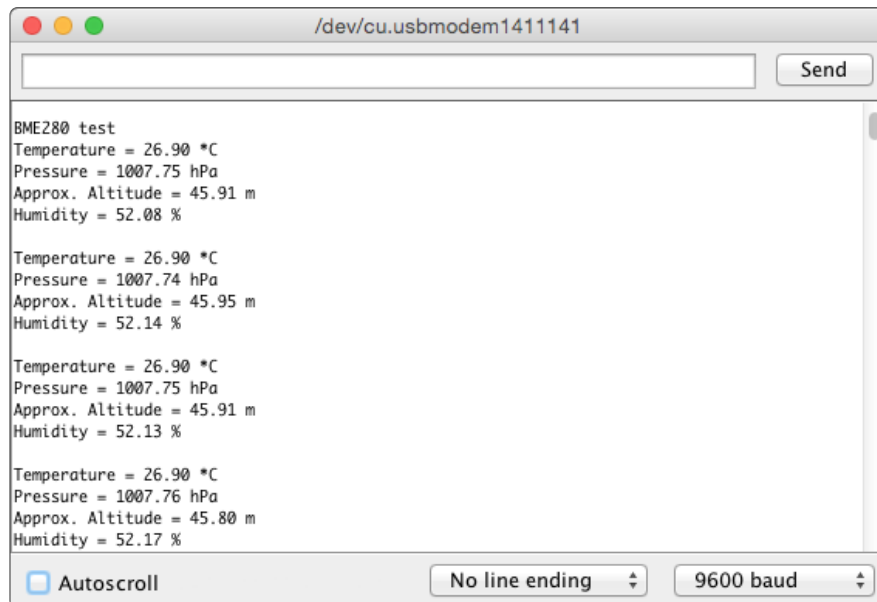 /dev/cu.usbmodem1411141
Send
BME280 test
Temperature = 26.90 *C
Pressure = 1007.75 hPa
Approx. Altitude = 45.91 m
Humidity = 52.08 %
Temperature = 26.90 *C
Pressure = 1007.74 hPa
Approx. Altitude = 45.95 m
Humidity = 52.14 %
Temperature = 26.90 *C
Pressure = 1007.75 hPa
Approx. Altitude = 45.91 m
Humidity = 52.13 %
Temperature = 26.90 *C
Pressure = 1007.76 hPa
Approx. Altitude = 45.80 m
Humidity = 52.17 %
Autoscroll No line ending 9600 baud